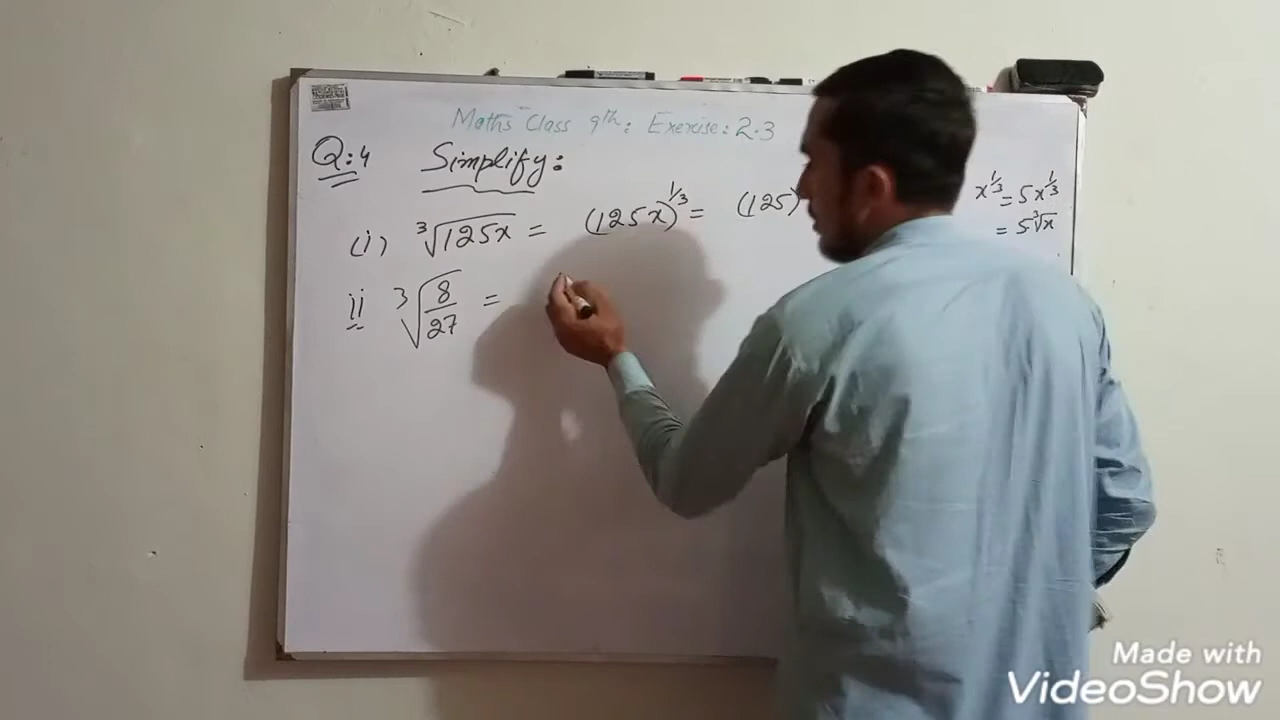 Maths Class 9th: Exercise: 2.3
Q:4 Simplify:
(i) ∛125x = (125x)^1/3 = (125) x^1/3 = 5x^1/3
= 5∛x
ii ∛8/27 =
Made with
VideoShow